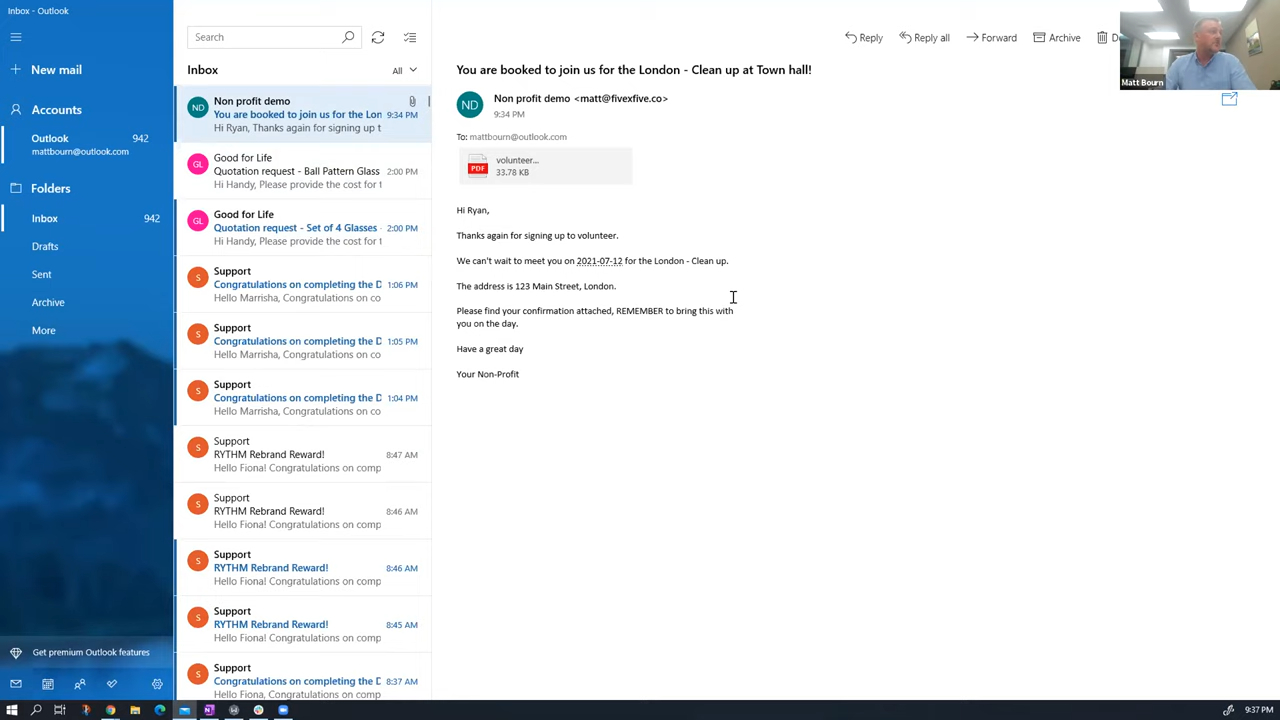 Inbox - Outlook
New mail
Accounts
Outlook 942
mattbourn@outlook.com
Folders
Inbox 942
Drafts
Sent
Archive
More
Get premium Outlook features
Search
Inbox All
ND Non profit demo
You are booked to join us for the Lon 9:34 PM
Hi Ryan, Thanks again for signing up t
GL Good for Life
Quotation request - Ball Pattern Glass 2:00 PM
Hi Handy, Please provide the cost for t
GL Good for Life
Quotation request - Set of 4 Glasses - 2:00 PM
Hi Handy, Please provide the cost for t
S Support
Congratulations on completing the D 1:06 PM
Hello Marrisha, Congratulations on co
S Support
Congratulations on completing the D 1:05 PM
Hello Marrisha, Congratulations on co
S Support
Congratulations on completing the D 1:04 PM
Hello Marrisha, Congratulations on co
S Support
RYTHM Rebrand Reward! 8:47 AM
Hello Fiona! Congratulations on comp
S Support
RYTHM Rebrand Reward! 8:46 AM
Hello Fiona! Congratulations on comp
S Support
RYTHM Rebrand Reward! 8:46 AM
Hello Fiona! Congratulations on comp
S Support
RYTHM Rebrand Reward! 8:45 AM
Hello Fiona! Congratulations on comp
S Support
Congratulations on completing the D 8:37 AM
Hello Fiona, Congratulations on com
Reply Reply all Forward Archive
Matt Bourn
You are booked to join us for the London - Clean up at Town hall!
ND Non profit demo <matt@fivexfive.co>
9:34 PM
To: mattbourn@outlook.com
PDF volunteer...
33.78 KB
Hi Ryan,
Thanks again for signing up to volunteer.
We can't wait to meet you on 2021-07-12 for the London - Clean up.
The address is 123 Main Street, London.
Please find your confirmation attached, REMEMBER to bring this with
you on the day.
Have a great day
Your Non-Profit
9:37 PM